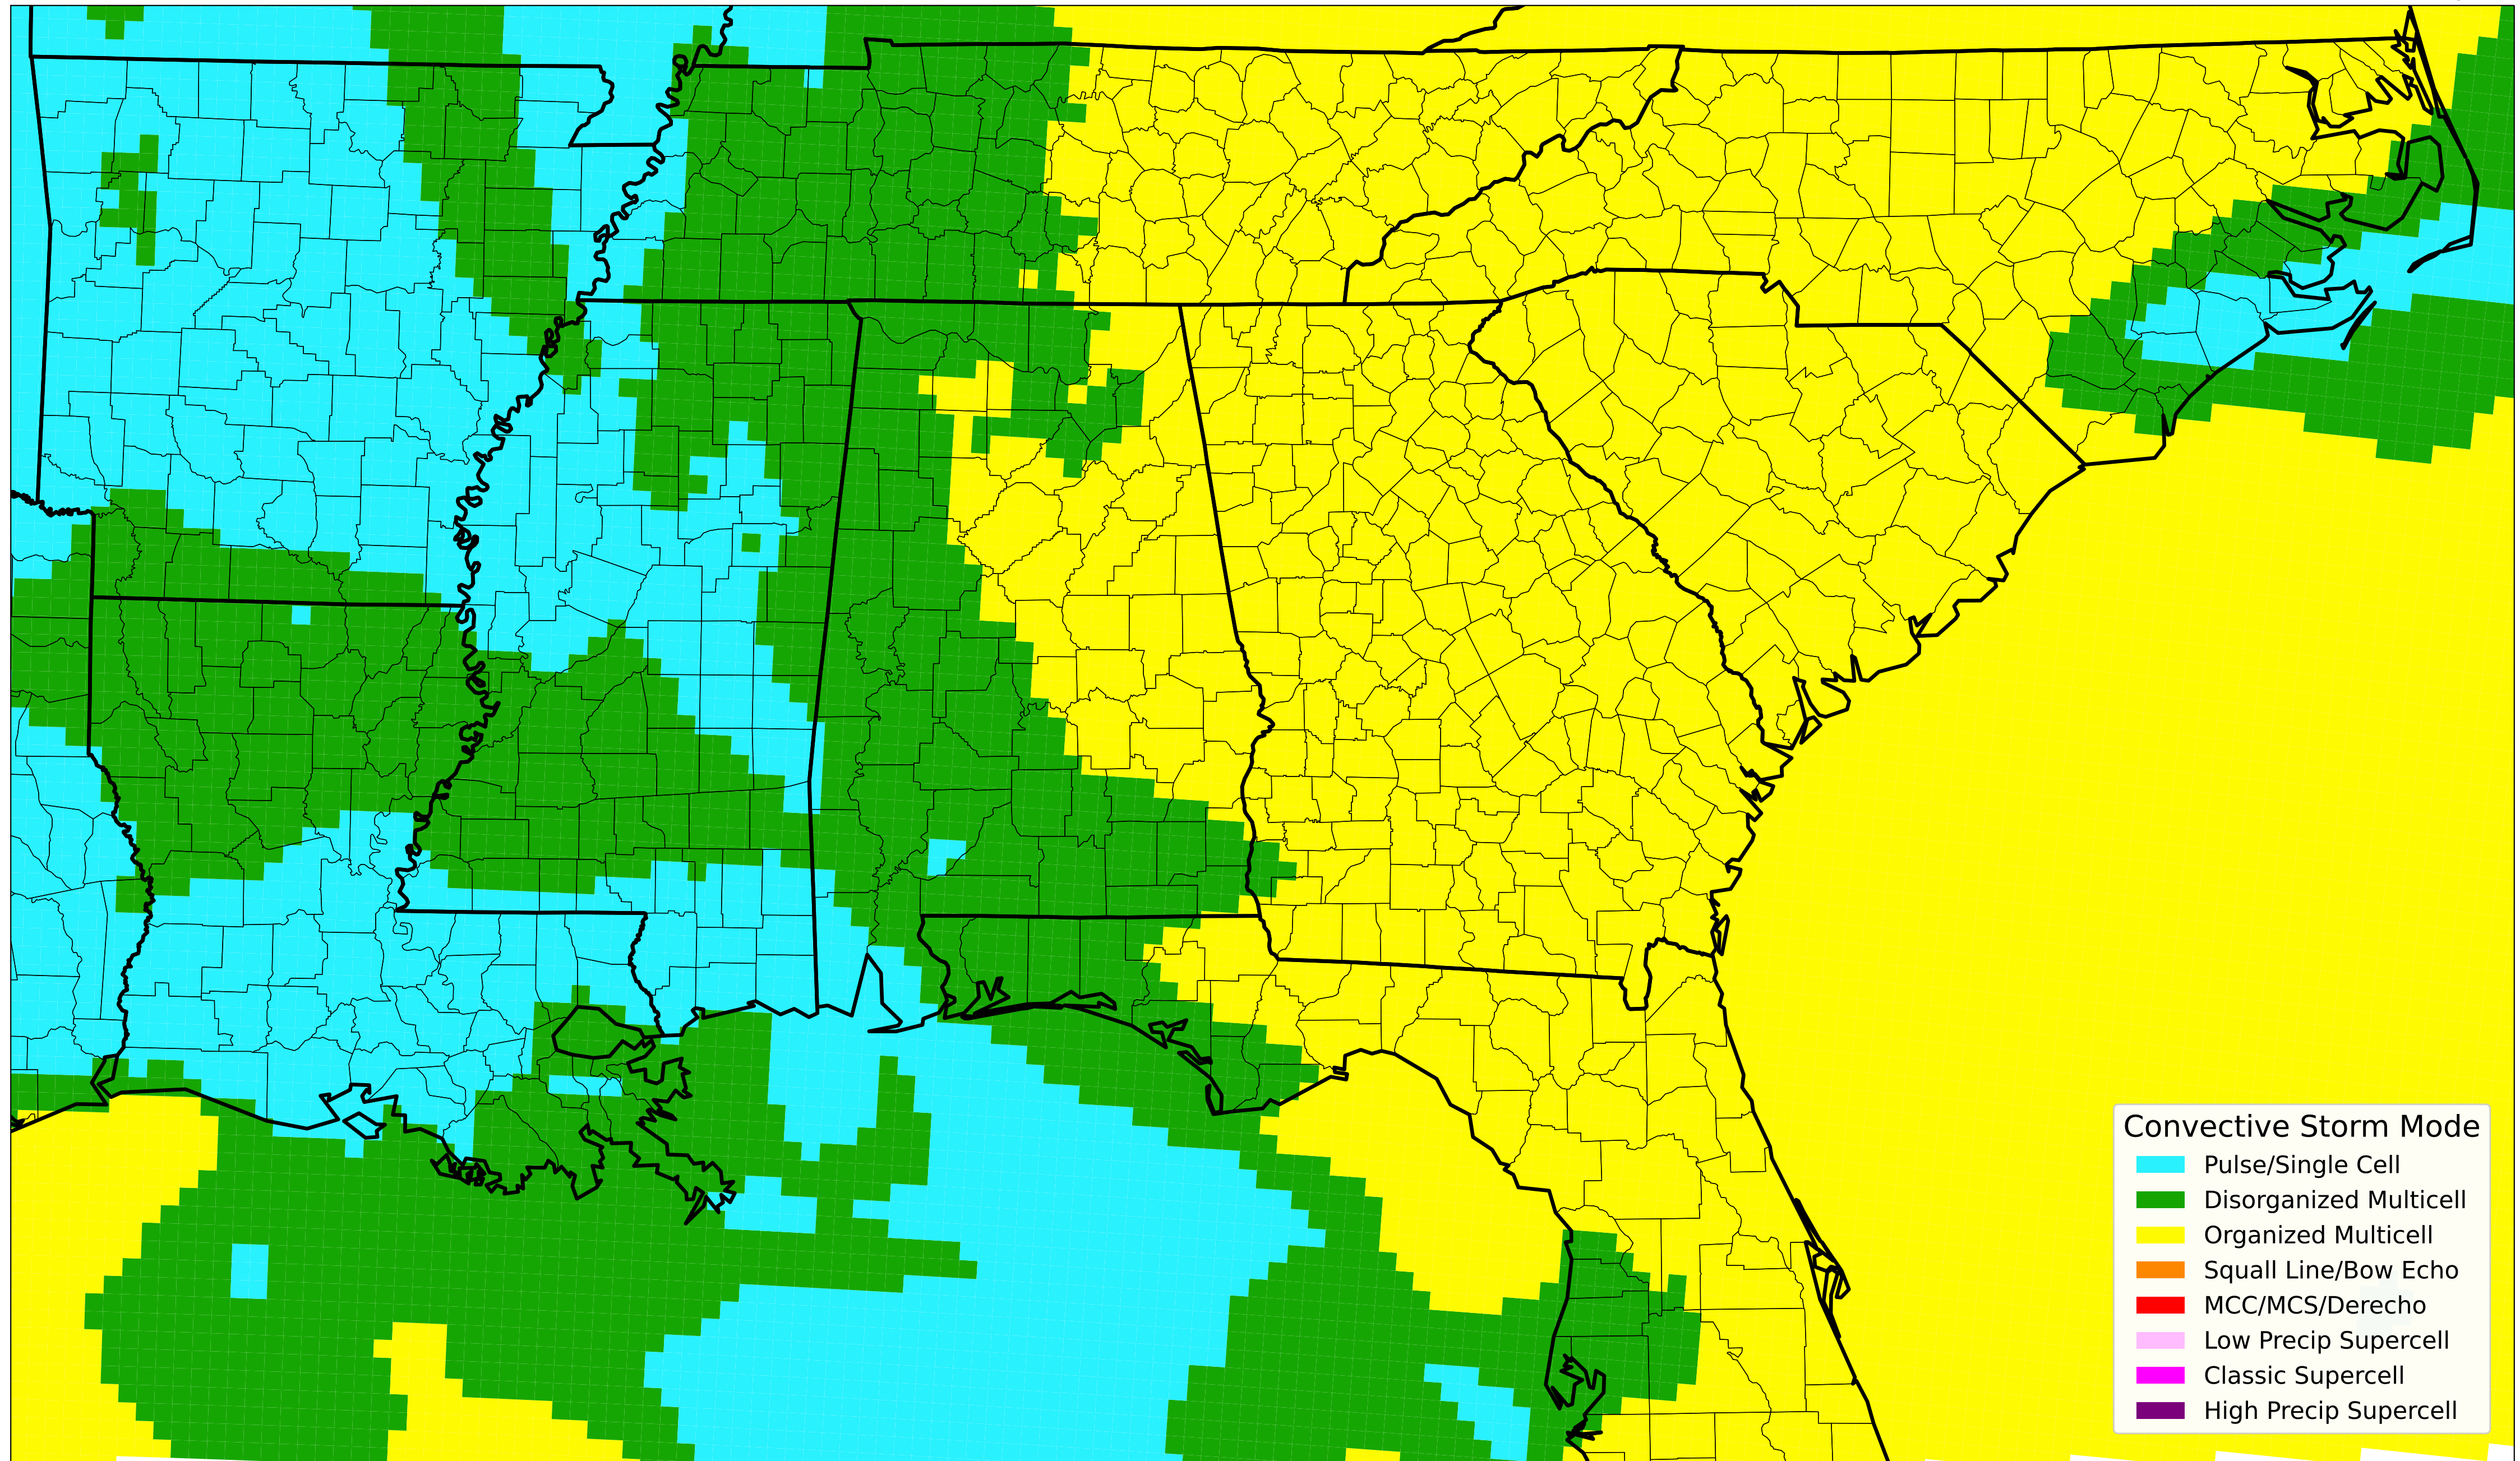 Convective Storm Mode
Pulse/Single Cell
Disorganized Multicell
Organized Multicell
Squall Line/Bow Echo
MCC/MCS/Derecho
Low Precip Supercell
Classic Supercell
High Precip Supercell